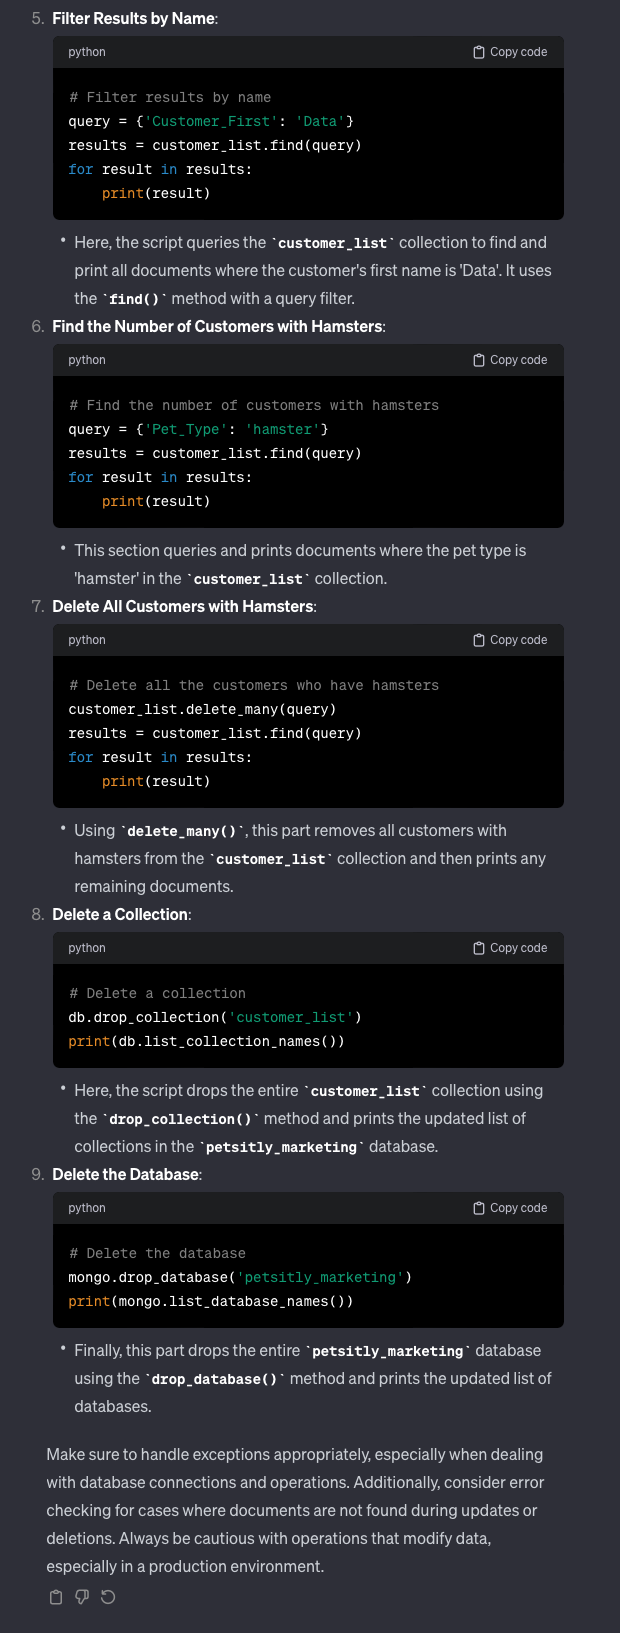 5. Filter Results by Name:
python Copy code
# Filter results by name
query = {'Customer_First': 'Data'}
results = customer_list.find(query)
for result in results:
    print(result)
• Here, the script queries the `customer_list` collection to find and
print all documents where the customer's first name is 'Data'. It uses
the `find()` method with a query filter.
6. Find the Number of Customers with Hamsters:
python Copy code
# Find the number of customers with hamsters
query = {'Pet_Type': 'hamster'}
results = customer_list.find(query)
for result in results:
    print(result)
• This section queries and prints documents where the pet type is
'hamster' in the `customer_list` collection.
7. Delete All Customers with Hamsters:
python Copy code
# Delete all the customers who have hamsters
customer_list.delete_many(query)
results = customer_list.find(query)
for result in results:
    print(result)
• Using `delete_many()`, this part removes all customers with
hamsters from the `customer_list` collection and then prints any
remaining documents.
8. Delete a Collection:
python Copy code
# Delete a collection
db.drop_collection('customer_list')
print(db.list_collection_names())
• Here, the script drops the entire `customer_list` collection using
the `drop_collection()` method and prints the updated list of
collections in the `petsitly_marketing` database.
9. Delete the Database:
python Copy code
# Delete the database
mongo.drop_database('petsitly_marketing')
print(mongo.list_database_names())
• Finally, this part drops the entire `petsitly_marketing` database
using the `drop_database()` method and prints the updated list of
databases.
Make sure to handle exceptions appropriately, especially when dealing
with database connections and operations. Additionally, consider error
checking for cases where documents are not found during updates or
deletions. Always be cautious with operations that modify data,
especially in a production environment.